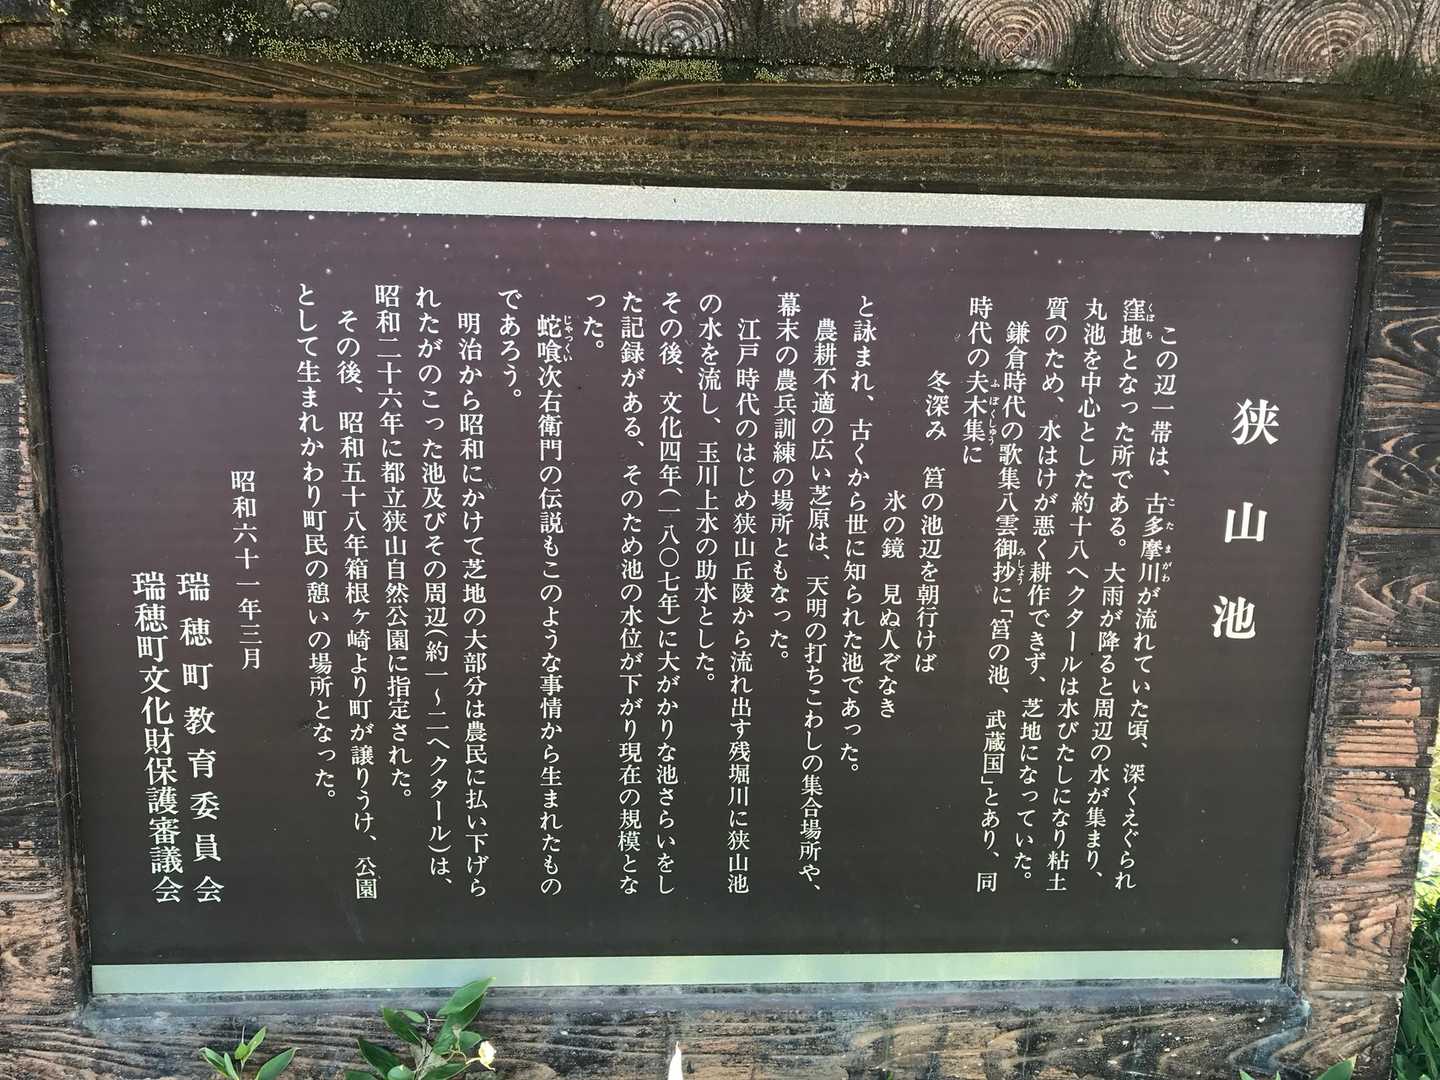 狭山池
この辺一帯は、古多摩川が流れていた頃、深くえぐられ
窪地となった所である。大雨が降ると周辺の水が集まり、
丸池を中心とした約十八ヘクタールは水びたしになり粘土
質のため、水はけが悪く耕作できず、芝地になっていた。
鎌倉時代の歌集八雲御抄に「筥の池、武蔵国」とあり、同
時代の夫木集に
冬深み　筥の池辺を朝行けば
氷の鏡　見ぬ人ぞなき
と詠まれ、古くから世に知られた池であった。
農耕不適の広い芝原は、天明の打ちこわしの集合場所や、
幕末の農兵訓練の場所ともなった。
江戸時代のはじめ狭山丘陵から流れ出す残堀川に狭山池
の水を流し、玉川上水の助水とした。
その後、文化四年(一八〇七年)に大がかりな池さらいをし
た記録がある、そのため池の水位が下がり現在の規模とな
った。
蛇喰次右衛門の伝説もこのような事情から生まれたもの
であろう。
明治から昭和にかけて芝地の大部分は農民に払い下げら
れたがのこった池及びその周辺(約一～二ヘクタール)は、
昭和二十六年に都立狭山自然公園に指定された。
その後、昭和五十八年箱根ヶ崎より町が譲りうけ、公園
として生まれかわり町民の憩いの場所となった。
昭和六十一年三月
瑞穂町教育委員会
瑞穂町文化財保護審議会